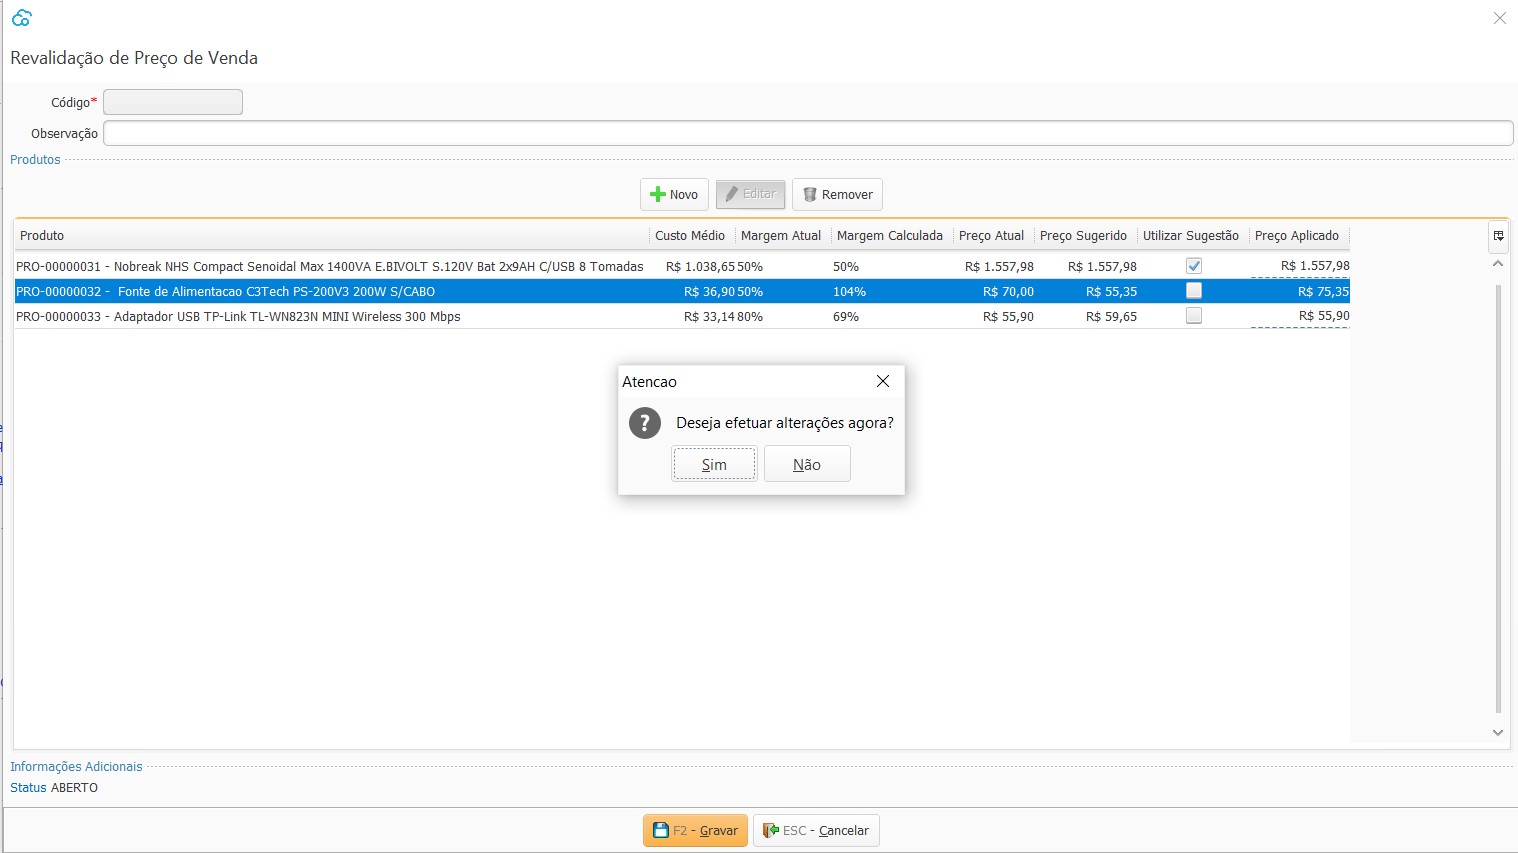 Revalidação de Preço de Venda
Código*
Observação
Produtos
Novo Editar Remover
Produto Custo Médio Margem Atual Margem Calculada Preço Atual Preço Sugerido Utilizar Sugestão Preço Aplicado
PRO-00000031 - Nobreak NHS Compact Senoidal Max 1400VA E.BIVOLT S.120V Bat 2x9AH C/USB 8 Tomadas R$ 1.038,65 50% 50% R$ 1.557,98 R$ 1.557,98 R$ 1.557,98
PRO-00000032 - Fonte de Alimentacao C3Tech PS-200V3 200W S/CABO R$ 36,90 50% 104% R$ 70,00 R$ 55,35 R$ 75,35
PRO-00000033 - Adaptador USB TP-Link TL-WN823N MINI Wireless 300 Mbps R$ 33,14 80% 69% R$ 55,90 R$ 59,65 R$ 55,90
Atencao
Deseja efetuar alterações agora?
Sim Não
Informações Adicionais
Status ABERTO
F2 - Gravar ESC - Cancelar